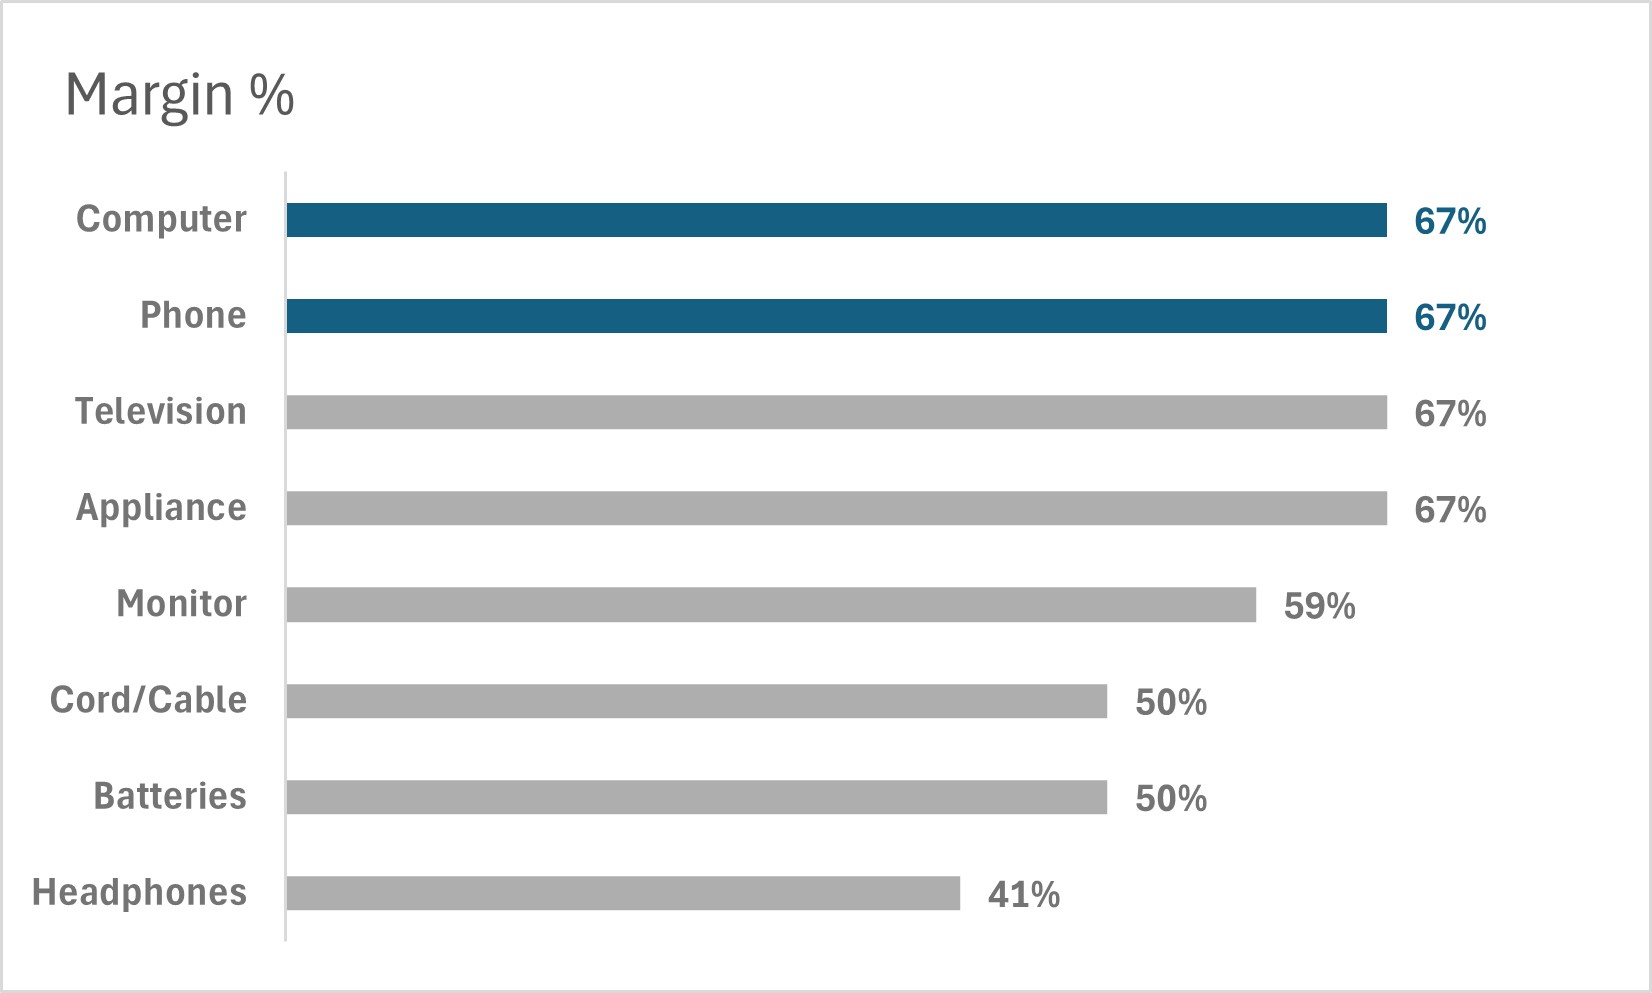 Margin %
Computer 67%
Phone 67%
Television 67%
Appliance 67%
Monitor 59%
Cord/Cable 50%
Batteries 50%
Headphones 41%